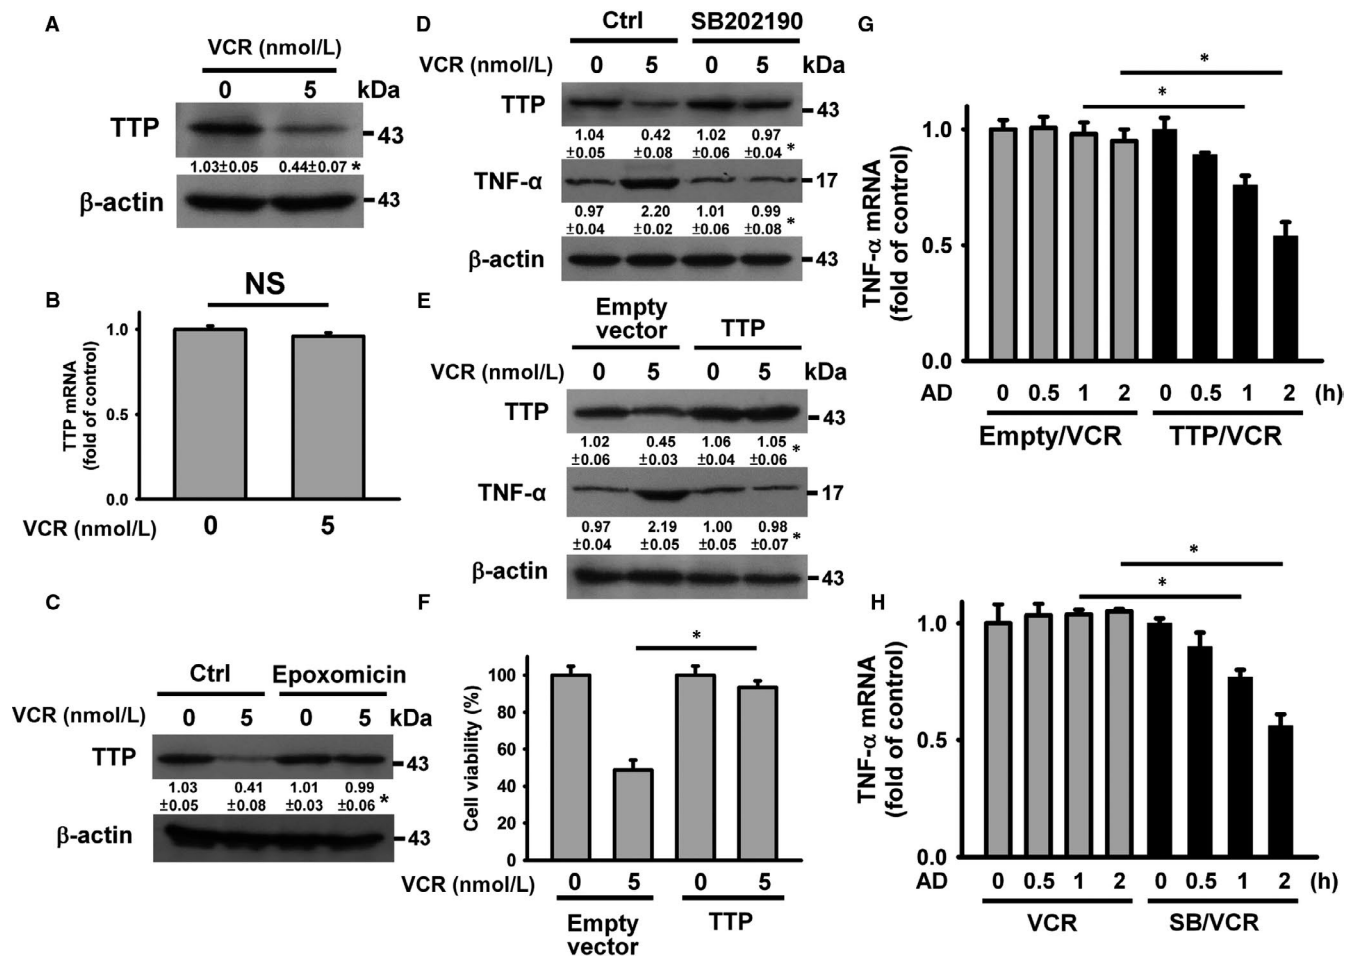 A
VCR (nmol/L)
0 5 kDa
TTP 43
1.03±0.05 0.44±0.07 *
β-actin 43
B
NS
TTP mRNA
(fold of control)
1.0
0.5
0.0
0 5
VCR (nmol/L)
C
Ctrl Epoxomicin
VCR (nmol/L) 0 5 0 5 kDa
TTP 43
1.03 0.41 1.01 0.99
±0.05 ±0.08 ±0.03 ±0.06 *
β-actin 43
D
Ctrl SB202190
VCR (nmol/L) 0 5 0 5 kDa
TTP 43
1.04 0.42 1.02 0.97
±0.05 ±0.08 ±0.06 ±0.04 *
TNF-α 17
0.97 2.20 1.01 0.99
±0.04 ±0.02 ±0.06 ±0.08 *
β-actin 43
E
Empty
vector TTP
VCR (nmol/L) 0 5 0 5 kDa
TTP 43
1.02 0.45 1.06 1.05
±0.06 ±0.03 ±0.04 ±0.06 *
TNF-α 17
0.97 2.19 1.00 0.98
±0.04 ±0.05 ±0.05 ±0.07 *
β-actin 43
F
*
Cell viability (%)
100
80
60
40
20
0
VCR (nmol/L) 0 5 0 5
Empty
vector TTP
G
*
*
TNF-α mRNA
(fold of control)
1.0
0.5
0.0
AD 0 0.5 1 2 0 0.5 1 2 (h)
Empty/VCR TTP/VCR
H
*
*
TNF-α mRNA
(fold of control)
1.0
0.5
0.0
AD 0 0.5 1 2 0 0.5 1 2 (h)
VCR SB/VCR